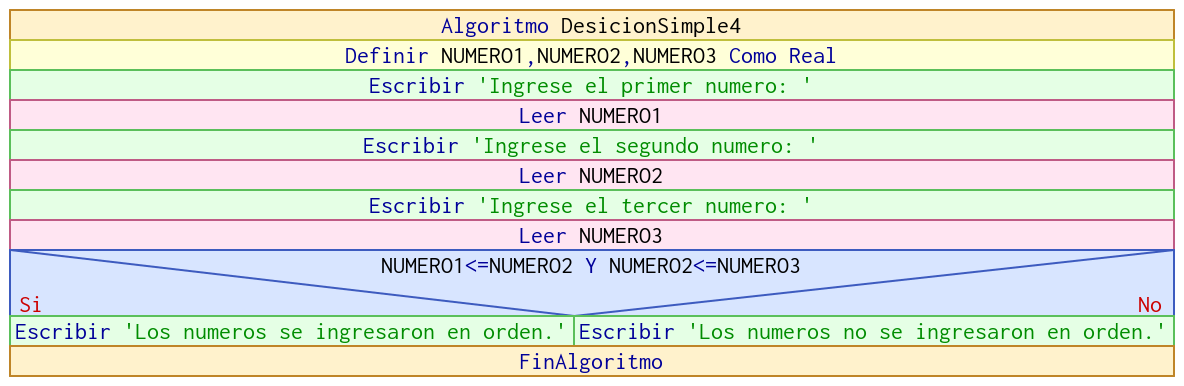 Algoritmo DesicionSimple4
Definir NUMERO1,NUMERO2,NUMERO3 Como Real
Escribir 'Ingrese el primer numero: '
Leer NUMERO1
Escribir 'Ingrese el segundo numero: '
Leer NUMERO2
Escribir 'Ingrese el tercer numero: '
Leer NUMERO3
NUMERO1<=NUMERO2 Y NUMERO2<=NUMERO3
Si
No
Escribir 'Los numeros se ingresaron en orden.'
Escribir 'Los numeros no se ingresaron en orden.'
FinAlgoritmo